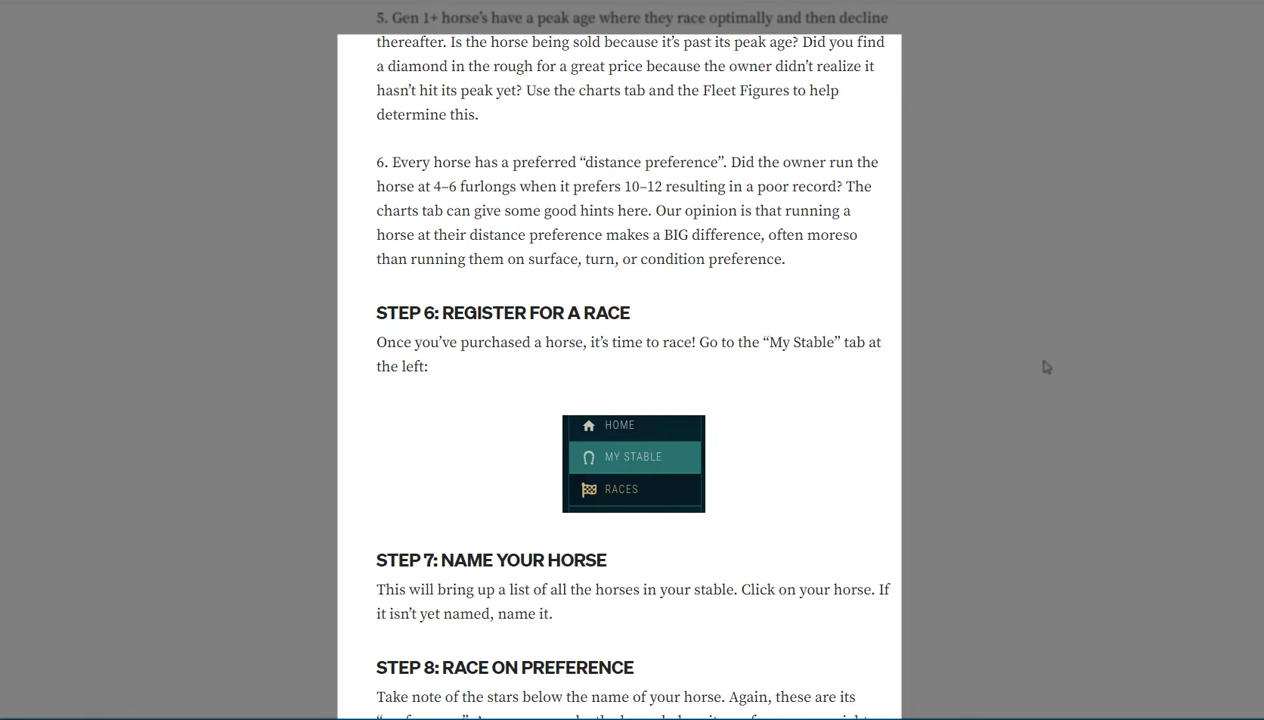 5. Gen 1+ horse’s have a peak age where they race optimally and then decline
thereafter. Is the horse being sold because it’s past its peak age? Did you find
a diamond in the rough for a great price because the owner didn’t realize it
hasn’t hit its peak yet? Use the charts tab and the Fleet Figures to help
determine this.
6. Every horse has a preferred “distance preference”. Did the owner run the
horse at 4–6 furlongs when it prefers 10–12 resulting in a poor record? The
charts tab can give some good hints here. Our opinion is that running a
horse at their distance preference makes a BIG difference, often moreso
than running them on surface, turn, or condition preference.
STEP 6: REGISTER FOR A RACE
Once you’ve purchased a horse, it’s time to race! Go to the “My Stable” tab at
the left:
HOME
MY STABLE
RACES
STEP 7: NAME YOUR HORSE
This will bring up a list of all the horses in your stable. Click on your horse. If
it isn’t yet named, name it.
STEP 8: RACE ON PREFERENCE
Take note of the stars below the name of your horse. Again, these are its